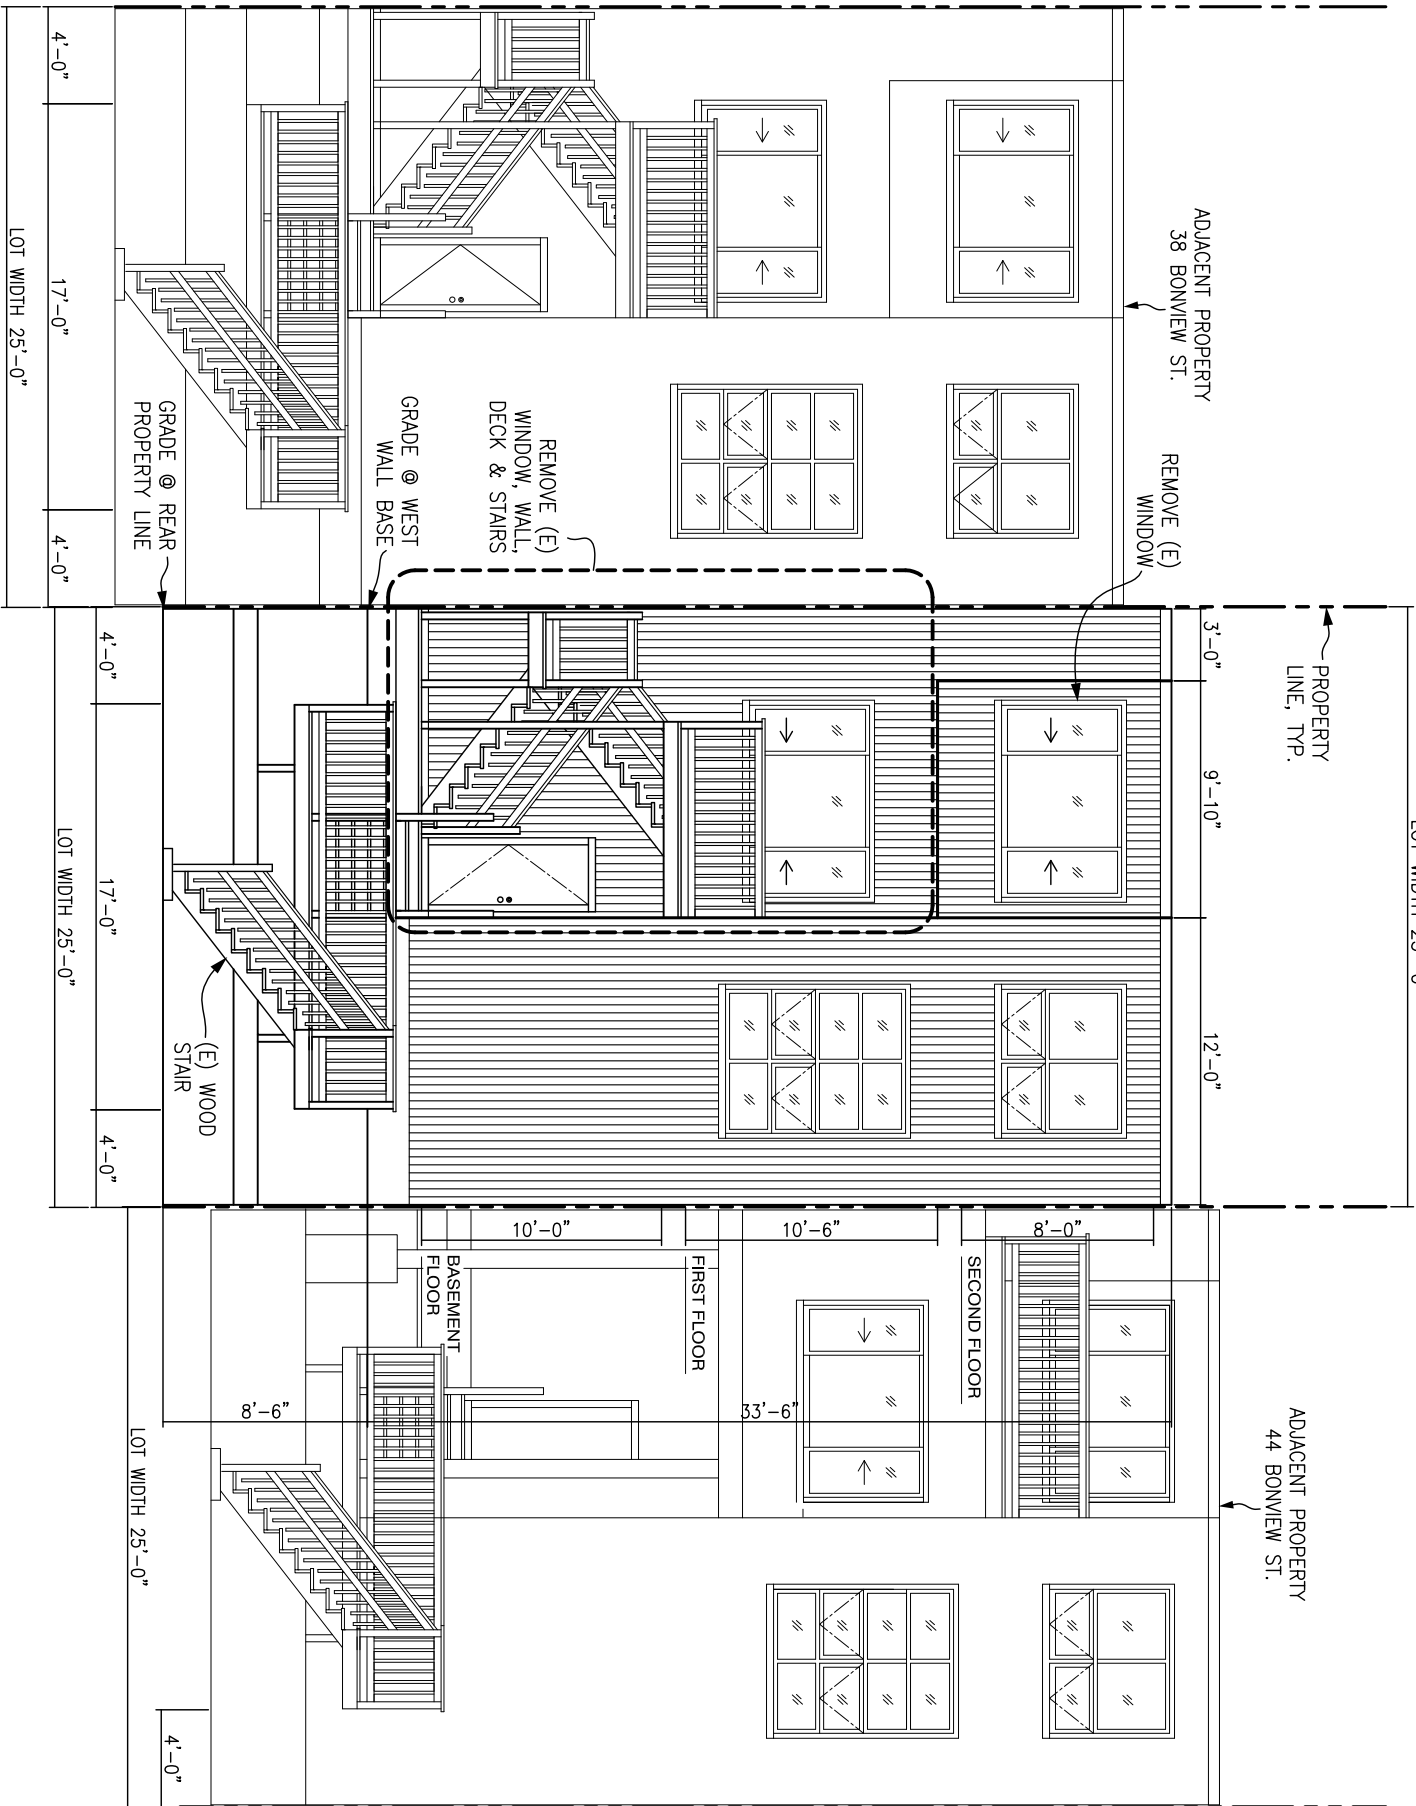 LOT WIDTH 25'-0"
PROPERTY
LINE, TYP.
ADJACENT PROPERTY
38 BONVIEW ST.
ADJACENT PROPERTY
44 BONVIEW ST.
REMOVE (E)
WINDOW
3'-0"
9'-10"
12'-0"
REMOVE (E)
WINDOW, WALL,
DECK & STAIRS
GRADE @ WEST
WALL BASE
GRADE @ REAR
PROPERTY LINE
8'-0"
SECOND FLOOR
10'-6"
FIRST FLOOR
10'-0"
BASEMENT
FLOOR
33'-6"
8'-6"
(E) WOOD
STAIR
4'-0"
17'-0"
4'-0"
LOT WIDTH 25'-0"
4'-0"
17'-0"
4'-0"
LOT WIDTH 25'-0"
4'-0"
LOT WIDTH 25'-0"